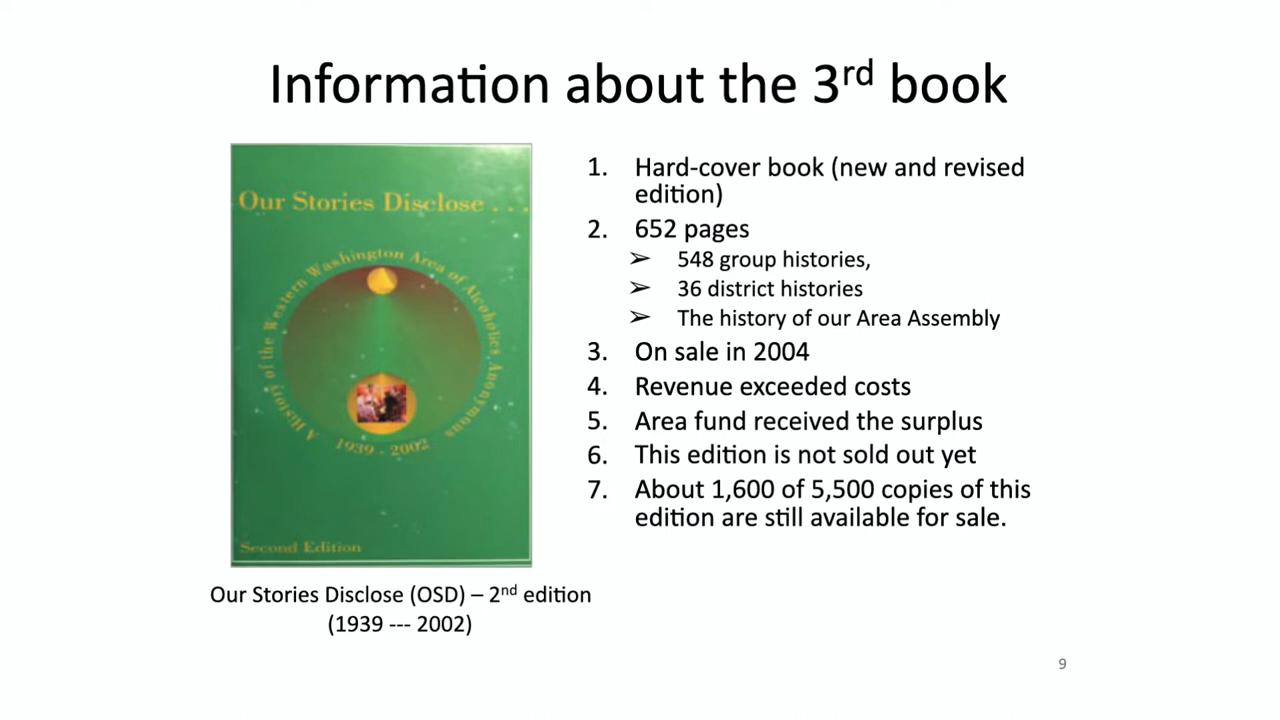 Information about the 3rd book
Our Stories Disclose . . .
A History of the Western Washington Area of Alcoholics Anonymous
1939 - 2002
Second Edition
Our Stories Disclose (OSD) – 2nd edition
(1939 --- 2002)
1. Hard-cover book (new and revised
edition)
2. 652 pages
➢ 548 group histories,
➢ 36 district histories
➢ The history of our Area Assembly
3. On sale in 2004
4. Revenue exceeded costs
5. Area fund received the surplus
6. This edition is not sold out yet
7. About 1,600 of 5,500 copies of this
edition are still available for sale.
9